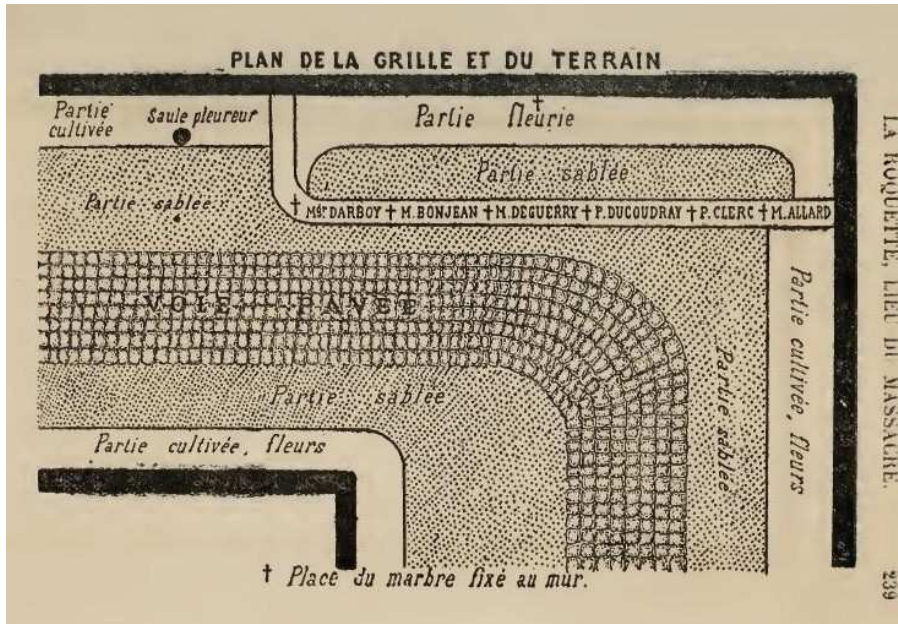 PLAN DE LA GRILLE ET DU TERRAIN
Partie
cultivée
Saule pleureur
Partie fleurie
Partie sablée
Partie sablée
† Mgr DARBOY † M. BONJEAN † M. DEGUERRY † P. DUCOUDRAY † P. CLERC † M. ALLARD
VOIE PAVÉE
Partie sablée
Partie cultivée, fleurs
Partie sablée
Partie cultivée, fleurs
† Place du marbre fixé au mur.
LA ROQUETTE, LIEU DU MASSACRE.
239